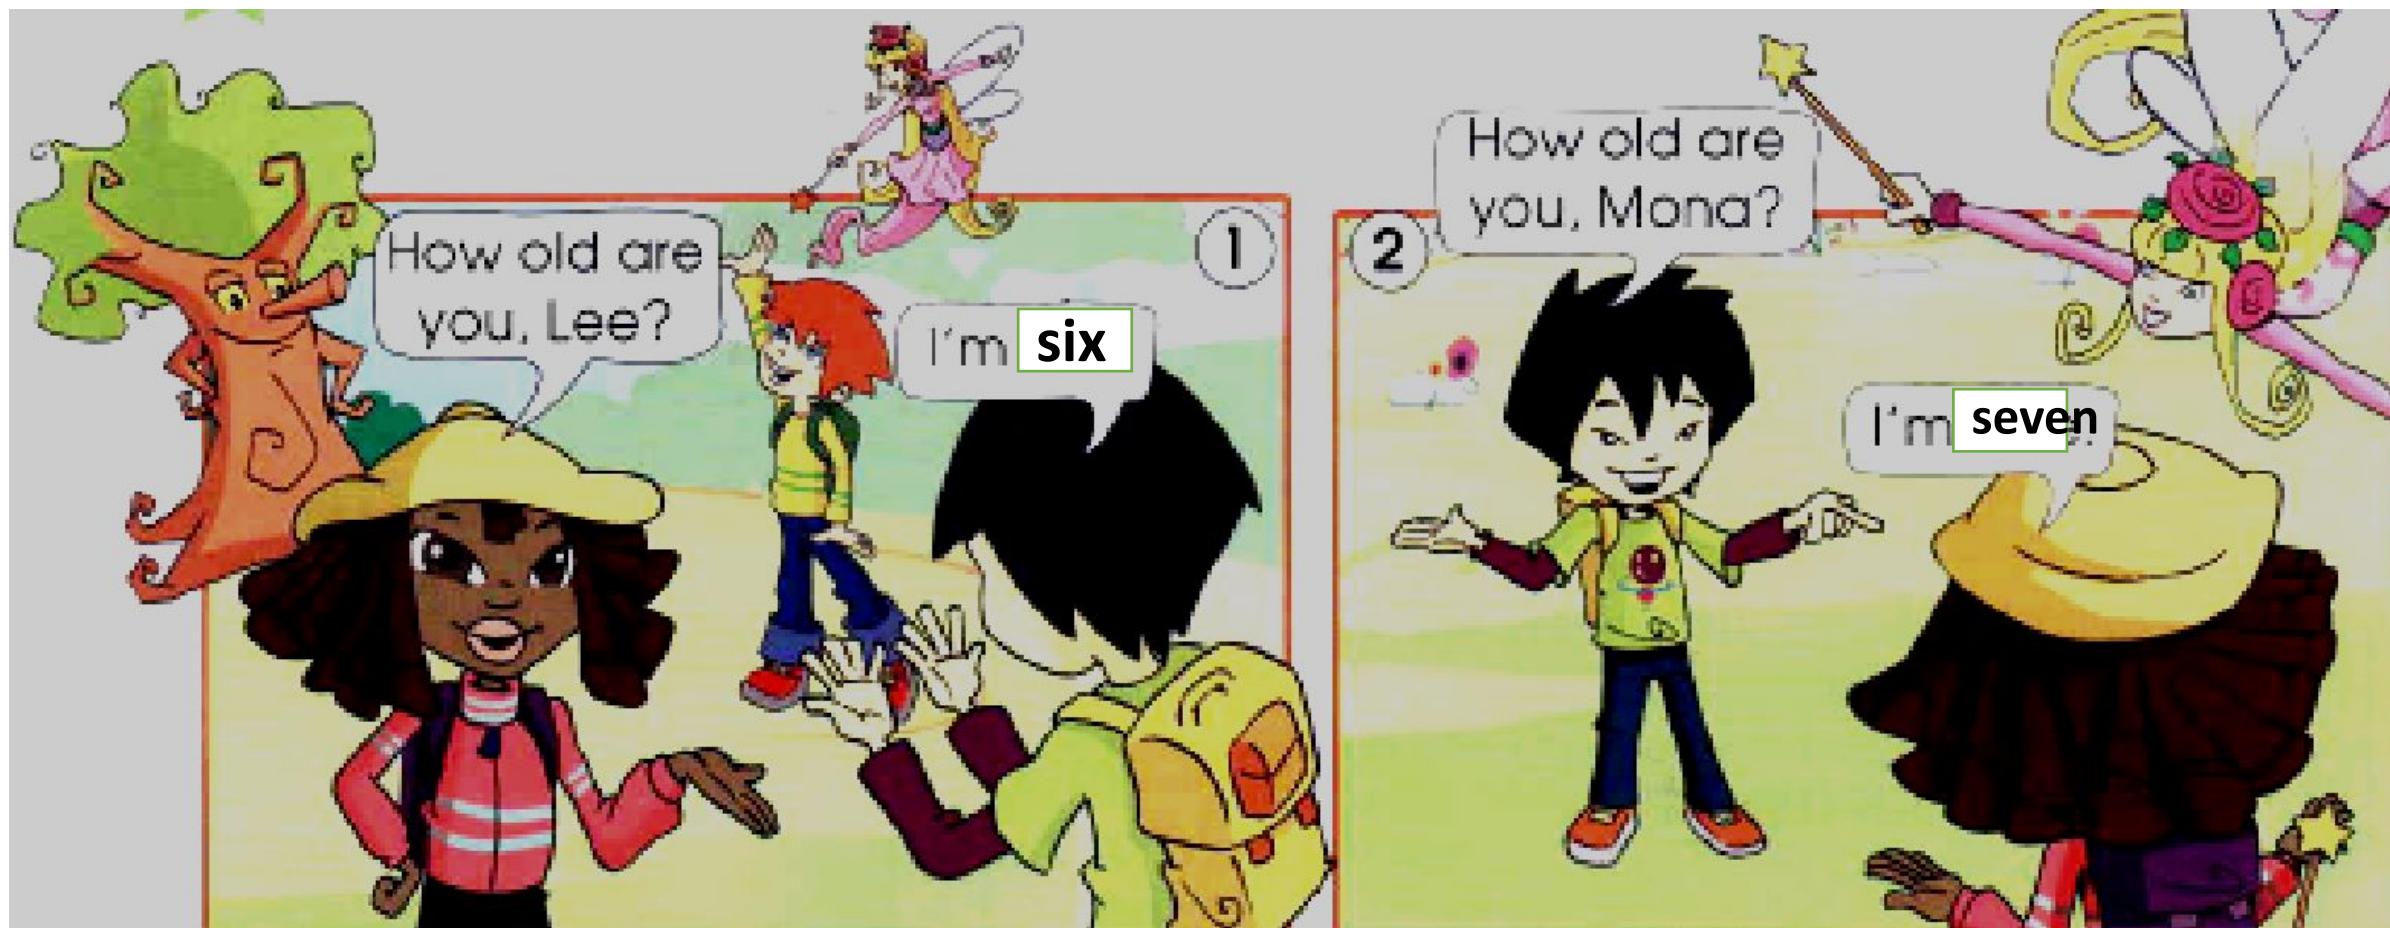 How old are
you, Lee?
I'm six
1
2
How old are
you, Mona?
I'm seven